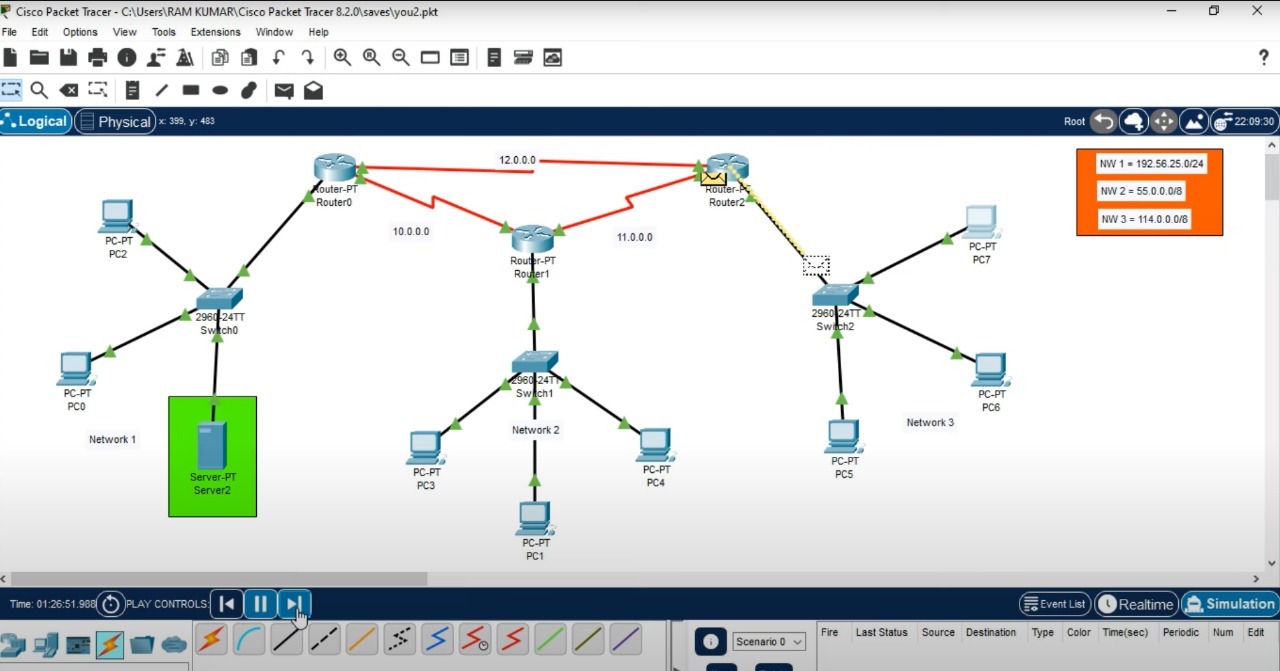 Cisco Packet Tracer - C:\Users\RAM KUMAR\Cisco Packet Tracer 8.2.0\saves\you2.pkt
File Edit Options View Tools Extensions Window Help
?
Logical Physical x: 399, y: 483 Root 22:09:30
12.0.0.0
NW 1 = 192.56.25.0/24
NW 2 = 55.0.0.0/8
NW 3 = 114.0.0.0/8
Router-PT
Router0
Router-PT
Router2
10.0.0.0
11.0.0.0
Router-PT
Router1
PC-PT
PC2
PC-PT
PC7
2960-24TT
Switch0
2960-24TT
Switch2
2960-24TT
Switch1
PC-PT
PC0
PC-PT
PC6
Network 1
Network 2
Network 3
Server-PT
Server2
PC-PT
PC3
PC-PT
PC4
PC-PT
PC5
PC-PT
PC1
Time: 01:26:51.988 PLAY CONTROLS: Event List Realtime Simulation
Scenario 0 Fire Last Status Source Destination Type Color Time(sec) Periodic Num Edit